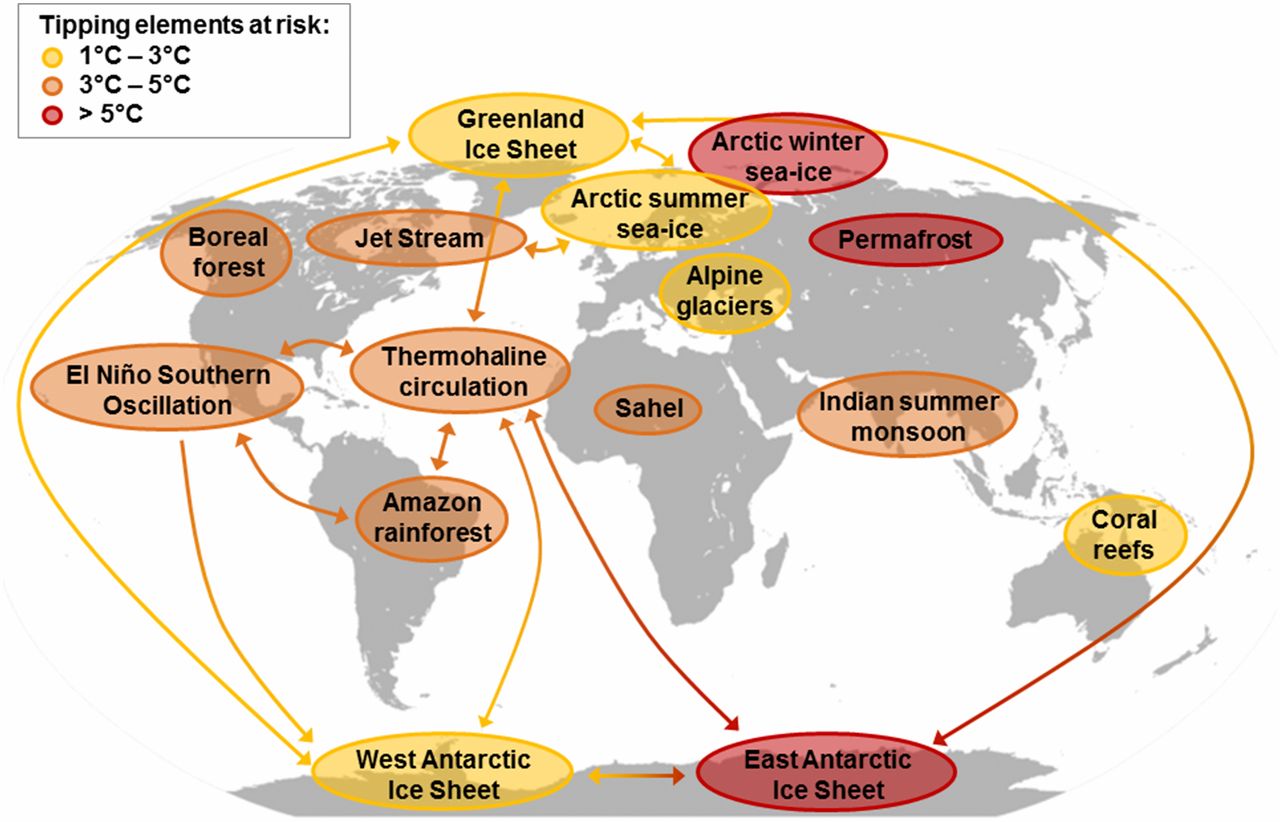 Tipping elements at risk:
1°C – 3°C
3°C – 5°C
> 5°C
Greenland
Ice Sheet
Arctic winter
sea-ice
Arctic summer
sea-ice
Boreal
forest
Jet Stream
Permafrost
Alpine
glaciers
El Niño Southern
Oscillation
Thermohaline
circulation
Sahel
Indian summer
monsoon
Amazon
rainforest
Coral
reefs
West Antarctic
Ice Sheet
East Antarctic
Ice Sheet